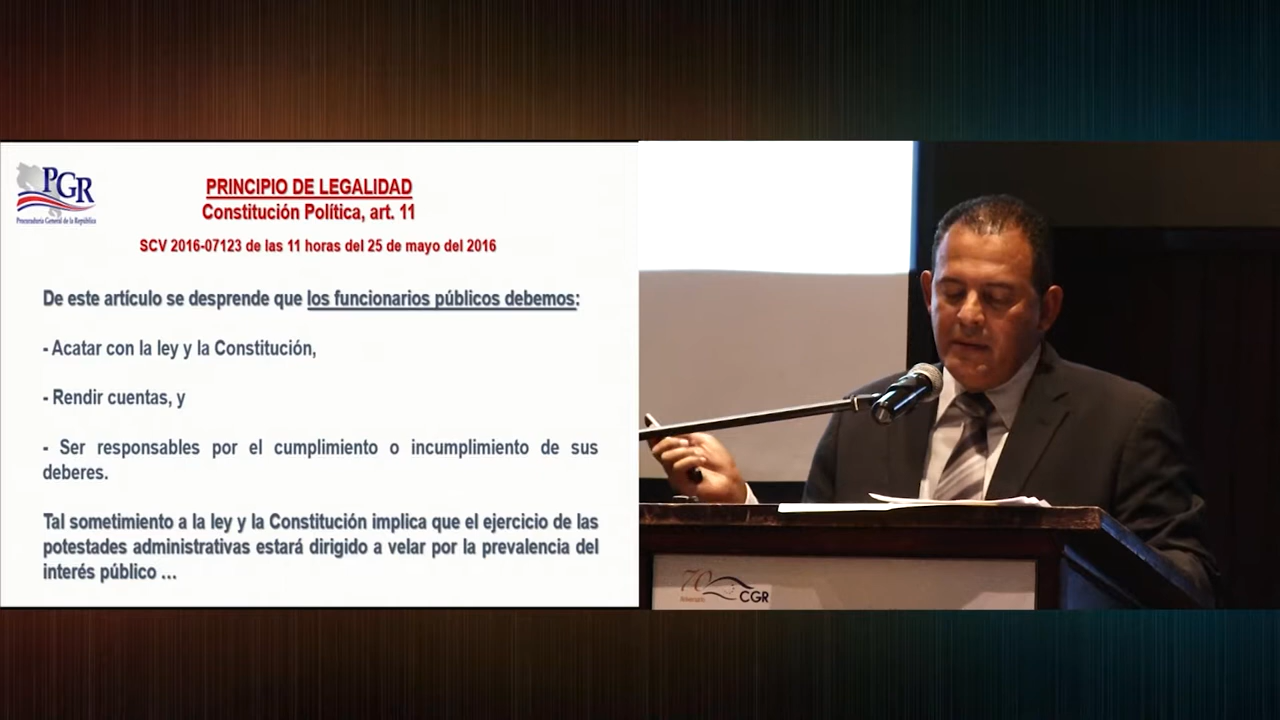 PGR
Procuraduría General de la República
PRINCIPIO DE LEGALIDAD
Constitución Política, art. 11
SCV 2016-07123 de las 11 horas del 25 de mayo del 2016
De este artículo se desprende que los funcionarios públicos debemos:
- Acatar con la ley y la Constitución,
- Rendir cuentas, y
- Ser responsables por el cumplimiento o incumplimiento de sus
deberes.
Tal sometimiento a la ley y la Constitución implica que el ejercicio de las
potestades administrativas estará dirigido a velar por la prevalencia del
interés público ...
70
CGR